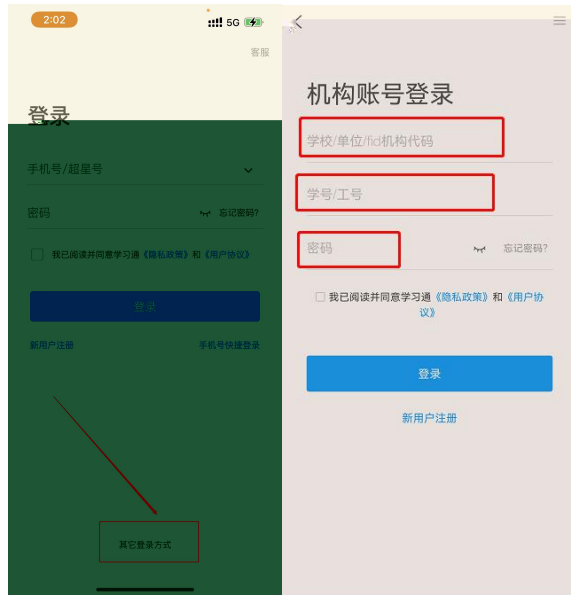 2:02
5G
客服
登录
手机号/超星号
密码
忘记密码?
我已阅读并同意学习通《隐私政策》和《用户协议》
登录
新用户注册
手机号快捷登录
其它登录方式
机构账号登录
学校/单位/fid机构代码
学号/工号
密码
忘记密码?
我已阅读并同意学习通《隐私政策》和《用户协
议》
登录
新用户注册